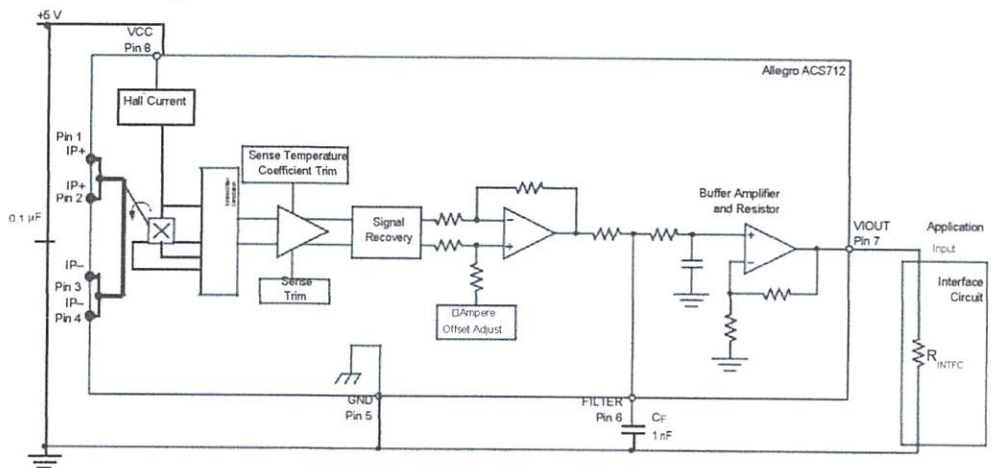 +5 V
VCC
Pin 8
Allegro ACS712
Hall Current
Pin 1
IP+
IP+
Pin 2
0.1 µF
IP–
Pin 3
IP–
Pin 4
Sense Temperature
Coefficient Trim
Sense
Trim
Signal
Recovery
0Ampere
Offset Adjust
Buffer Amplifier
and Resistor
VIOUT
Pin 7
Application
Input
Interface
Circuit
RINTFC
GND
Pin 5
FILTER
Pin 6
CF
1 nF